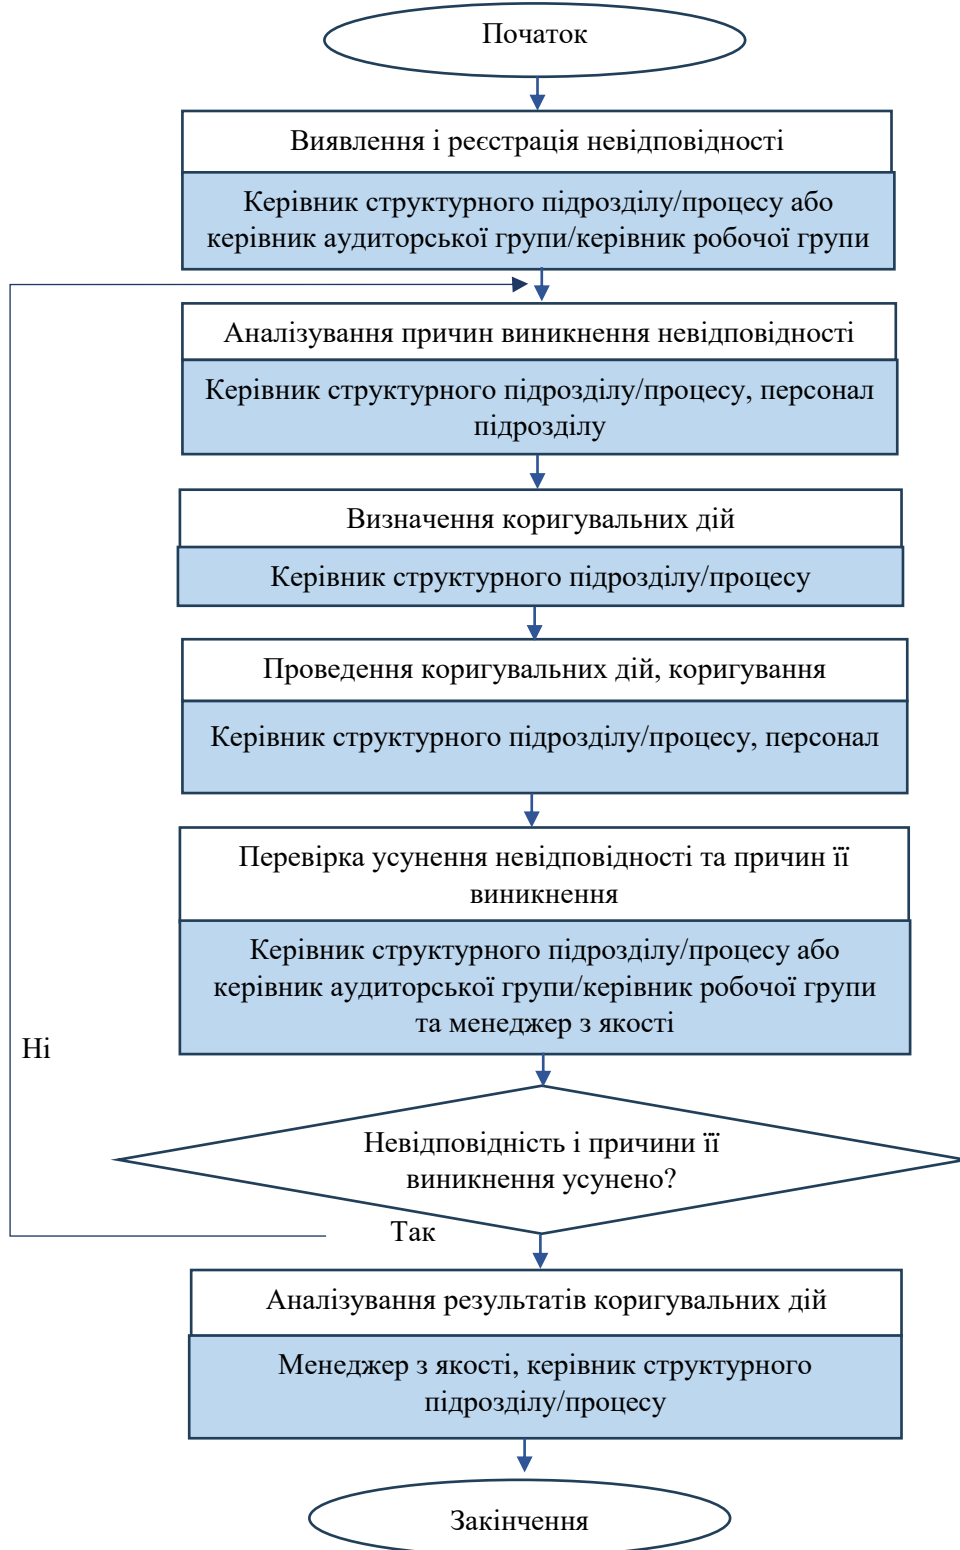 Початок
Виявлення і реєстрація невідповідності
Керівник структурного підрозділу/процесу або
керівник аудиторської групи/керівник робочої групи
Аналізування причин виникнення невідповідності
Керівник структурного підрозділу/процесу, персонал
підрозділу
Визначення коригувальних дій
Керівник структурного підрозділу/процесу
Проведення коригувальних дій, коригування
Керівник структурного підрозділу/процесу, персонал
Перевірка усунення невідповідності та причин її
виникнення
Керівник структурного підрозділу/процесу або
керівник аудиторської групи/керівник робочої групи
та менеджер з якості
Ні
Невідповідність і причини її
виникнення усунено?
Так
Аналізування результатів коригувальних дій
Менеджер з якості, керівник структурного
підрозділу/процесу
Закінчення